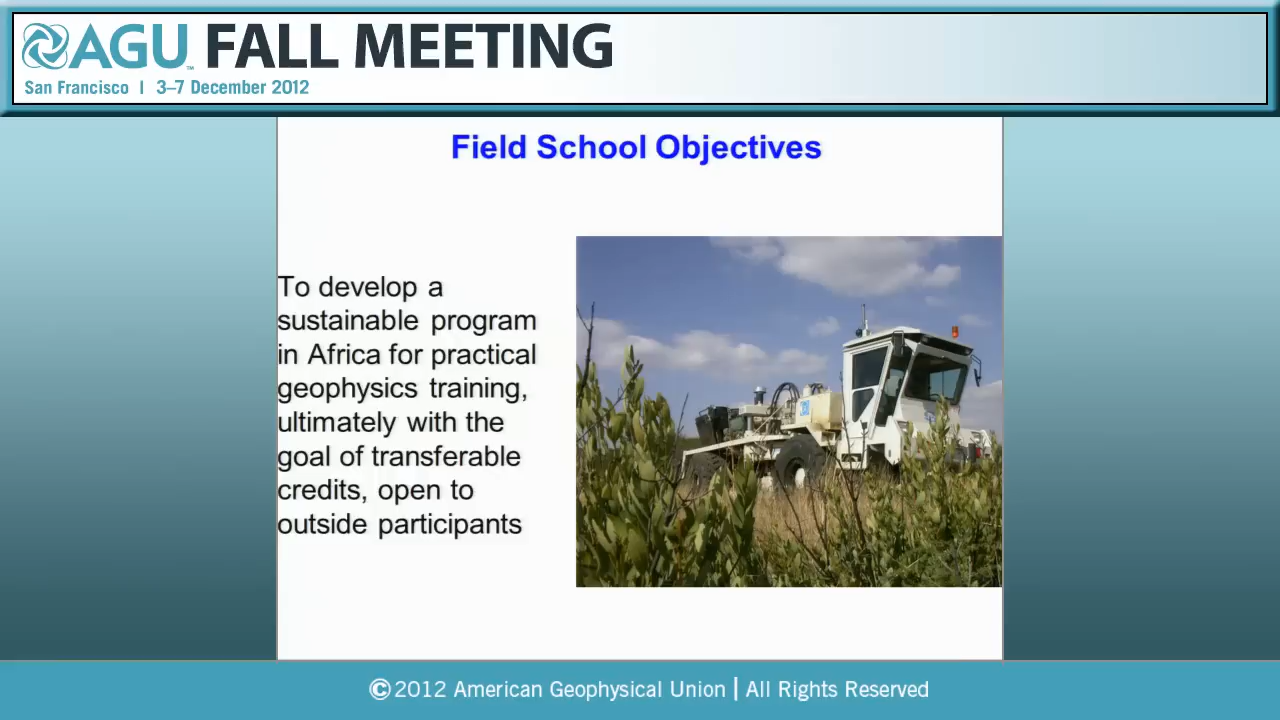 AGU FALL MEETING
San Francisco | 3–7 December 2012
Field School Objectives
To develop a
sustainable program
in Africa for practical
geophysics training,
ultimately with the
goal of transferable
credits, open to
outside participants
©2012 American Geophysical Union | All Rights Reserved